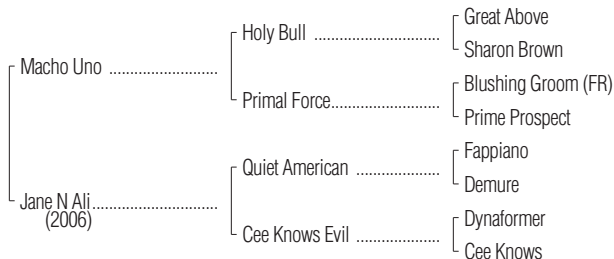 Great Above
Holy Bull ........................
Sharon Brown
Macho Uno ........................
Blushing Groom (FR)
Primal Force........................
Prime Prospect
Fappiano
Quiet American ..................
Demure
Jane N Ali............................
(2006)
Dynaformer
Cee Knows Evil ..................
Cee Knows